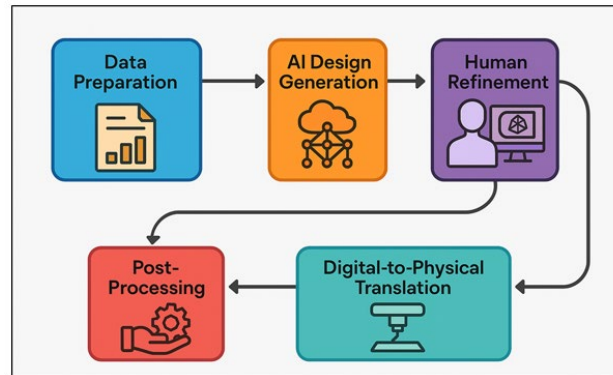 Data
Preparation
AI Design
Generation
Human
Refinement
Post-
Processing
Digital-to-Physical
Translation